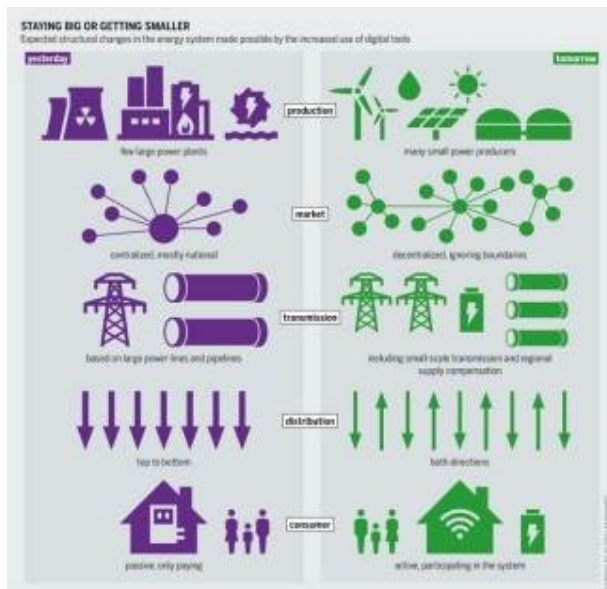 STAYING BIG OR GETTING SMALLER
Expected structural changes in the energy system made possible by the increased use of digital tools
yesterday
tomorrow
production
few large power plants
many small power producers
market
centralized, mostly national
decentralized, ignoring boundaries
transmission
based on large power lines and pipelines
including small-scale transmission and regional
supply compensation
distribution
top to bottom
both directions
consumer
passive, only paying
active, participating in the system